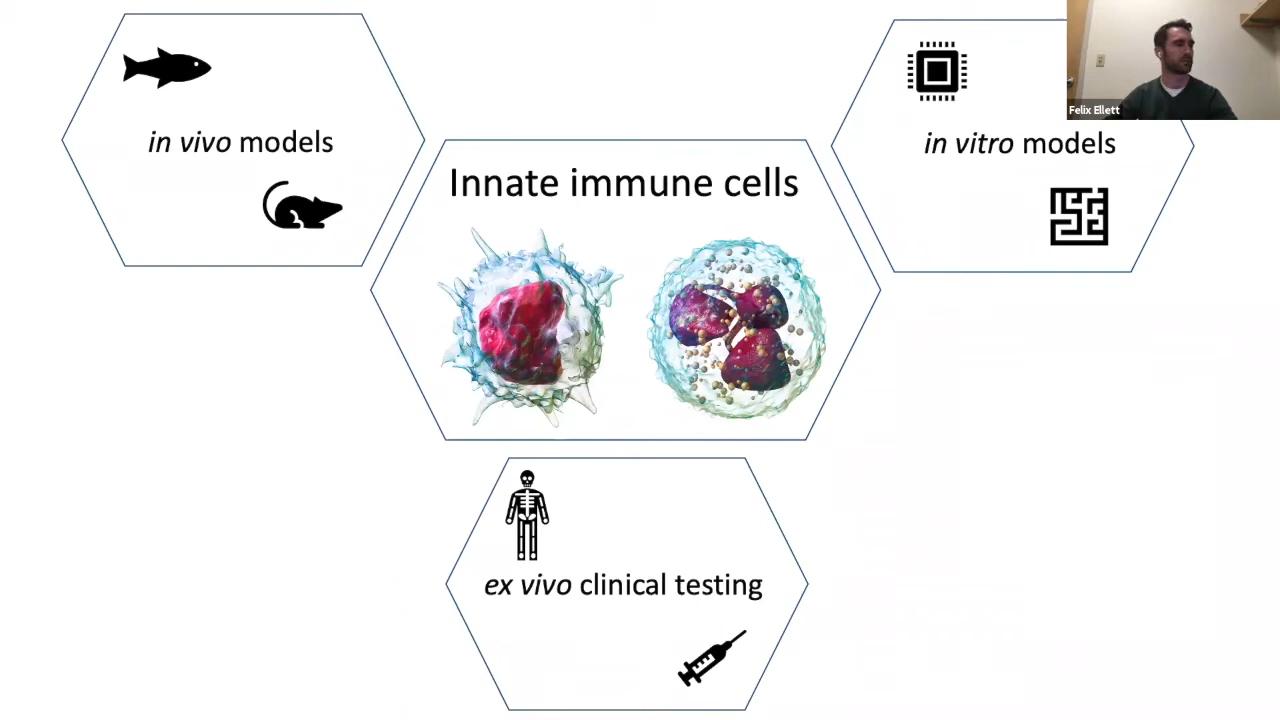 in vivo models
Innate immune cells
in vitro models
Felix Ellett
ex vivo clinical testing